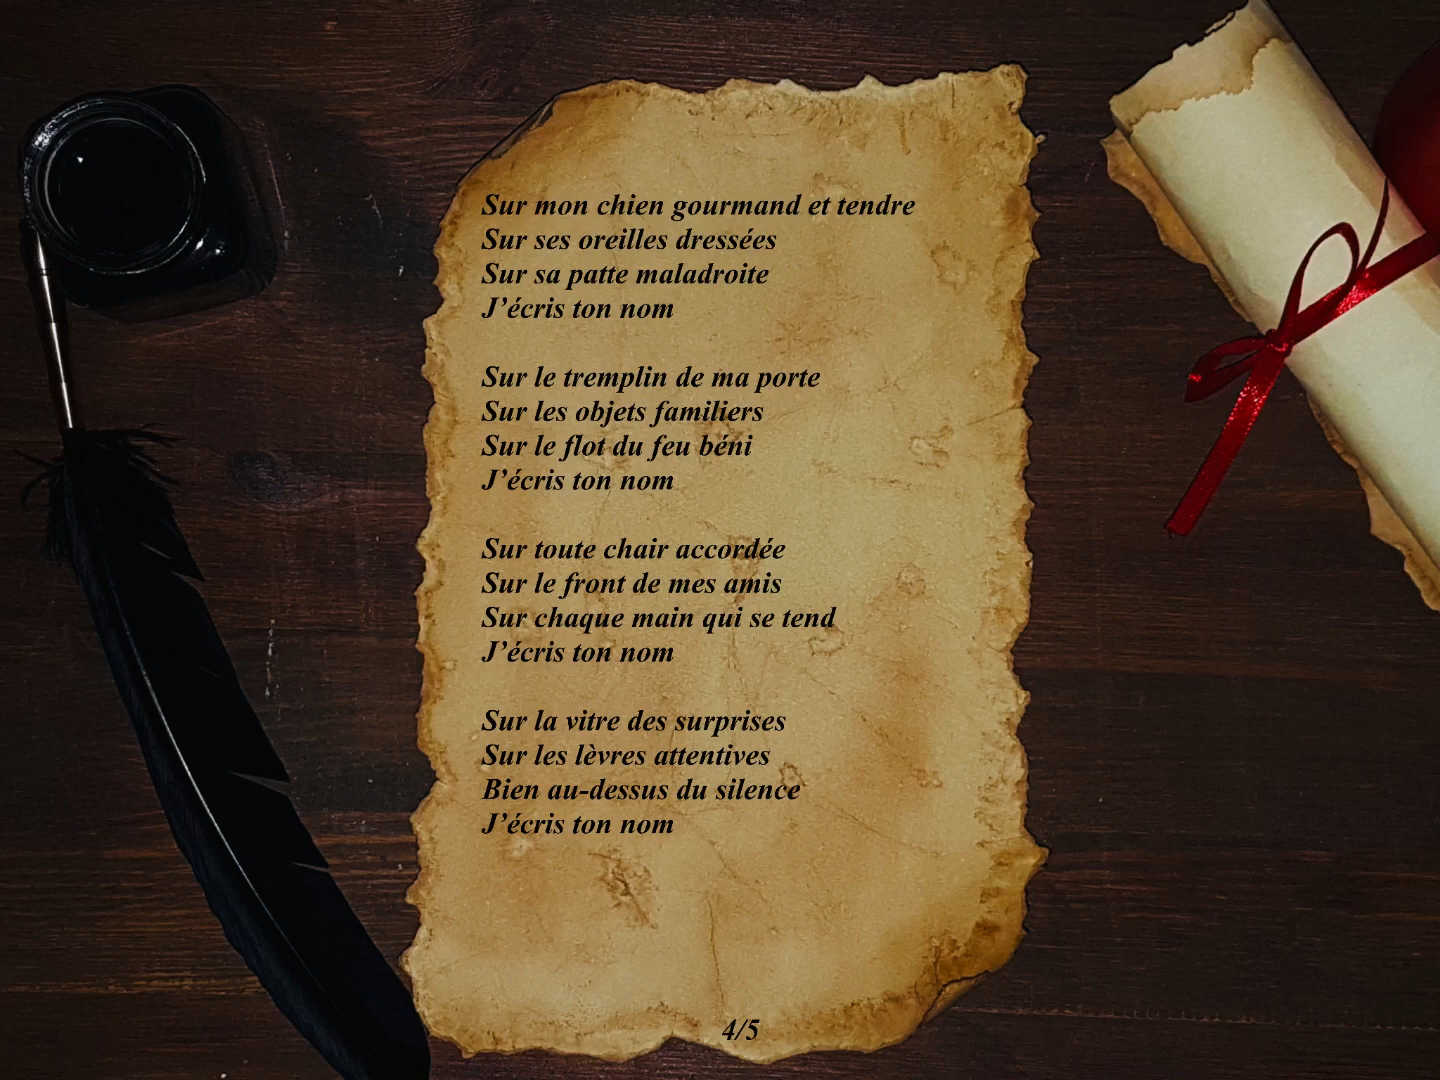 Sur mon chien gourmand et tendre
Sur ses oreilles dressées
Sur sa patte maladroite
J’écris ton nom

Sur le tremplin de ma porte
Sur les objets familiers
Sur le flot du feu béni
J’écris ton nom

Sur toute chair accordée
Sur le front de mes amis
Sur chaque main qui se tend
J’écris ton nom

Sur la vitre des surprises
Sur les lèvres attentives
Bien au-dessus du silence
J’écris ton nom

4/5